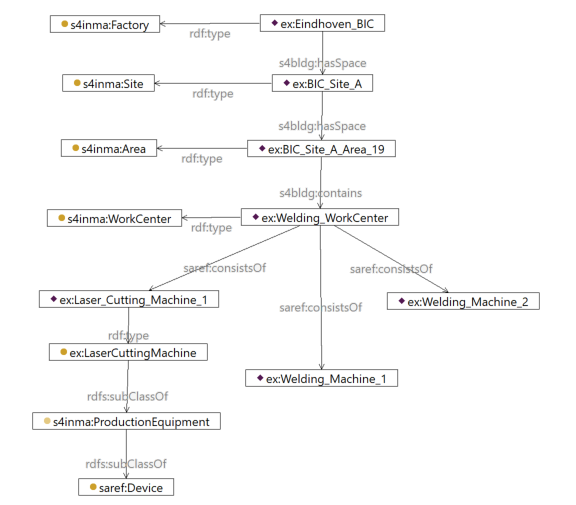 s4inma:Factory
ex:Eindhoven_BIC
rdf:type
s4bldg:hasSpace
s4inma:Site
ex:BIC_Site_A
rdf:type
s4bldg:hasSpace
s4inma:Area
ex:BIC_Site_A_Area_19
rdf:type
s4bldg:contains
s4inma:WorkCenter
ex:Welding_WorkCenter
rdf:type
saref:consistsOf
saref:consistsOf
saref:consistsOf
ex:Laser_Cutting_Machine_1
ex:Welding_Machine_2
rdf:type
ex:LaserCuttingMachine
ex:Welding_Machine_1
rdfs:subClassOf
s4inma:ProductionEquipment
rdfs:subClassOf
saref:Device